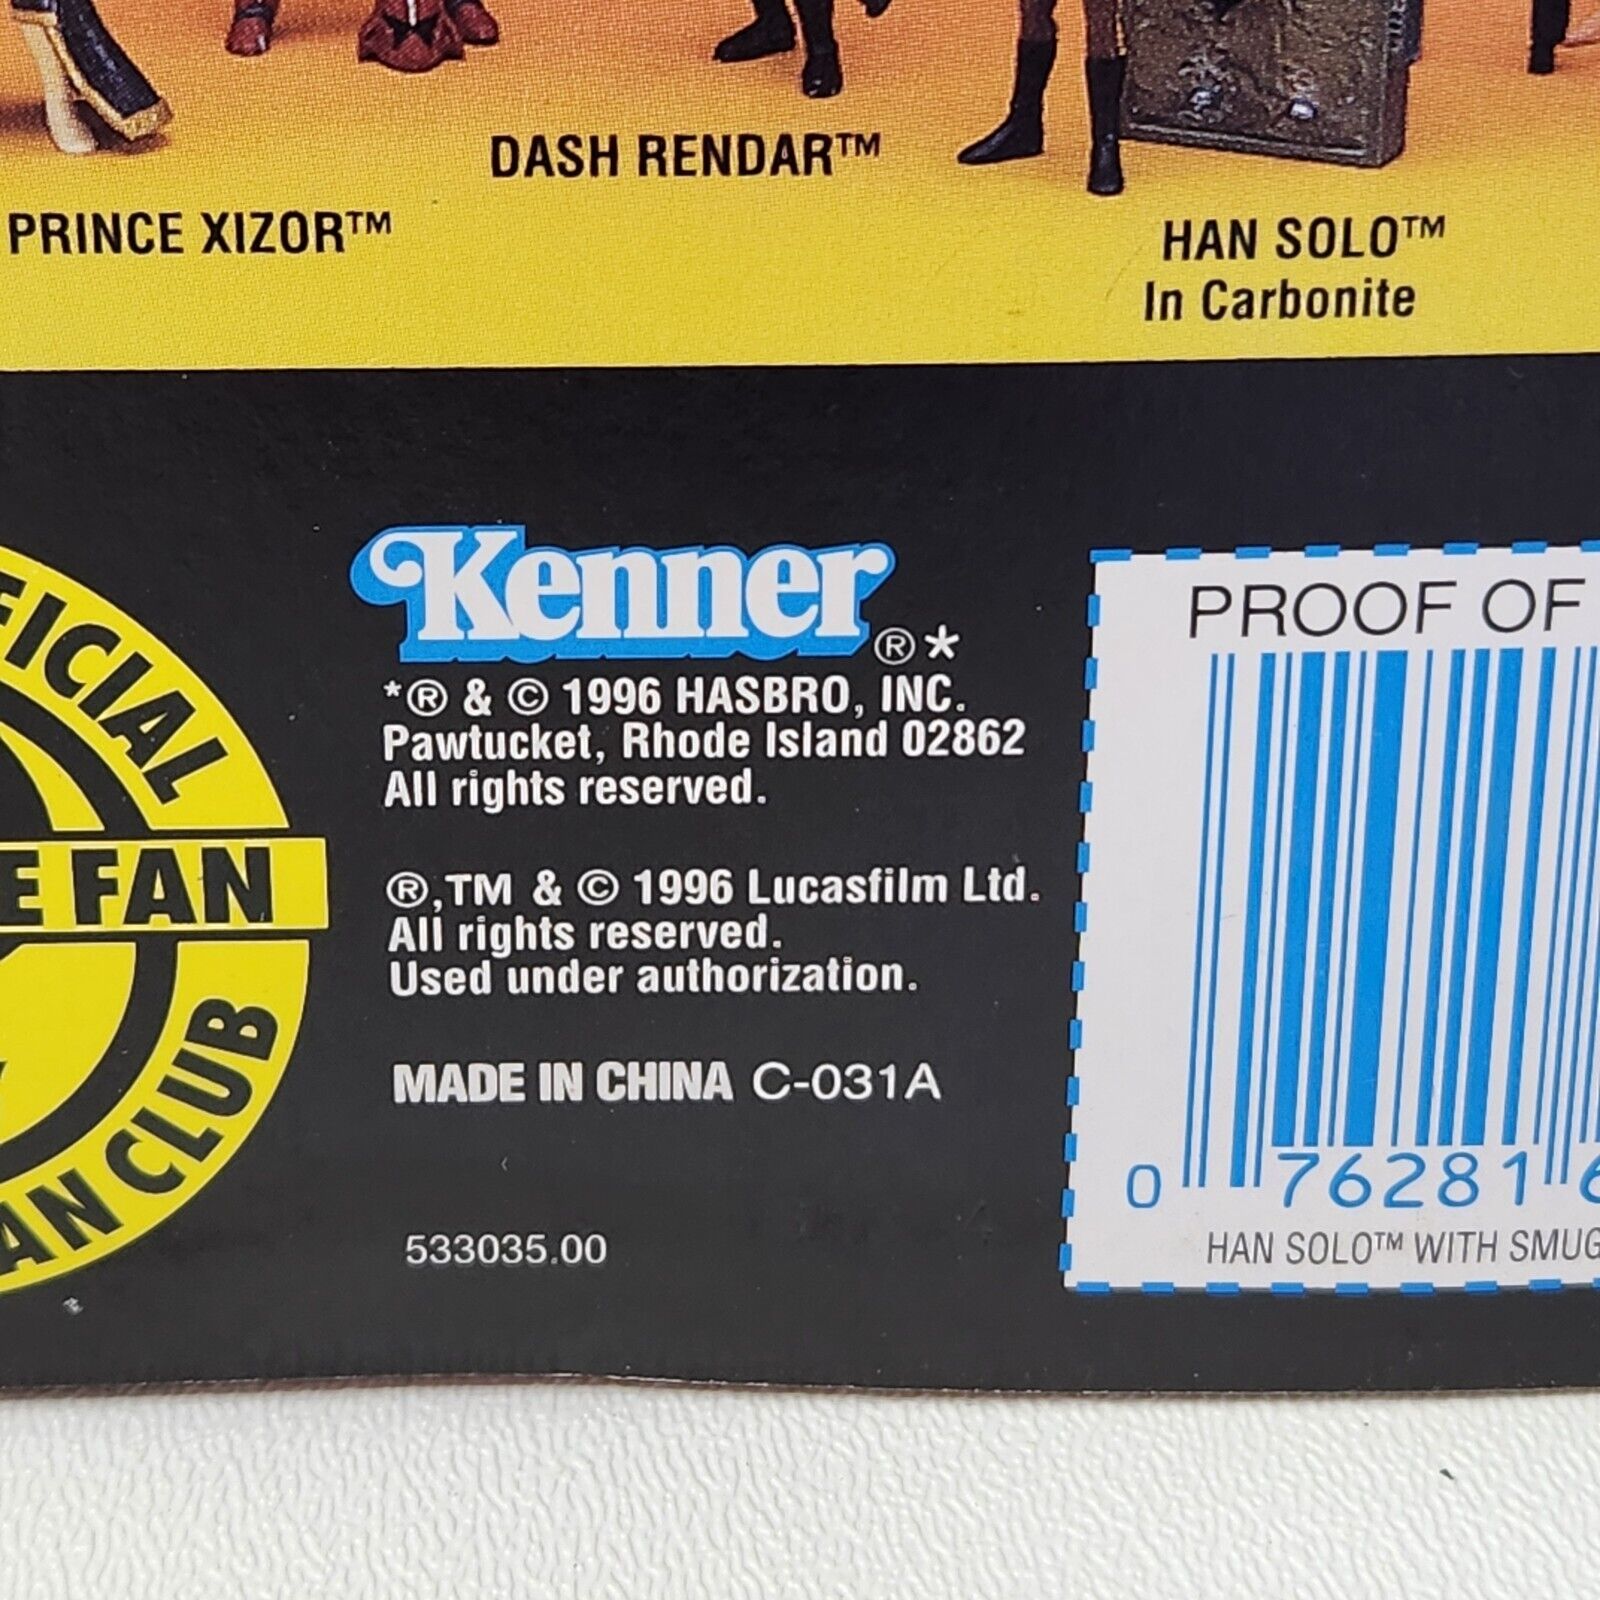 DASH RENDAR™
PRINCE XIZOR™
HAN SOLO™
In Carbonite
FAN
CLUB
Kenner®*
*® & © 1996 HASBRO, INC.
Pawtucket, Rhode Island 02862
All rights reserved.
®,TM & © 1996 Lucasfilm Ltd.
All rights reserved.
Used under authorization.
MADE IN CHINA C-031A
533035.00
PROOF OF
0 76281 6
HAN SOLO™ WITH SMUG